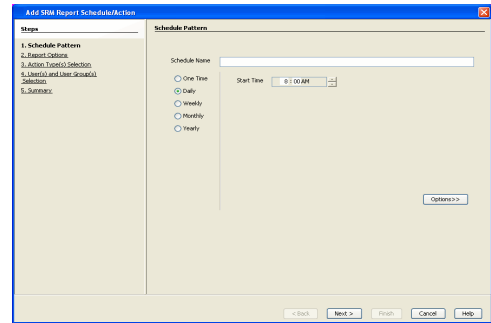 Add SRM Report Schedule/Action
Steps
1. Schedule Pattern
2. Report Options
3. Action Type(s) Selection
4. User(s) and User Group(s)
Selection
5. Summary
Schedule Pattern
Schedule Name
One Time
Daily
Weekly
Monthly
Yearly
Start Time
8 : 00 AM
Options>>
< Back
Next >
Finish
Cancel
Help